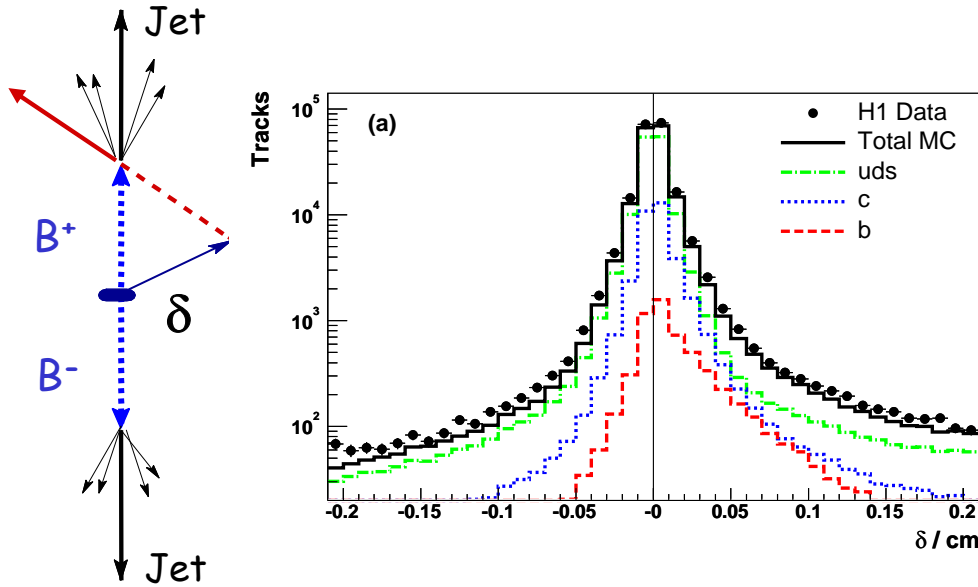 Jet
B⁺
δ
B⁻
Jet
Tracks
(a)
H1 Data
Total MC
uds
c
b
10⁵
10⁴
10³
10²
-0.2 -0.15 -0.1 -0.05 -0 0.05 0.1 0.15 0.2
δ / cm